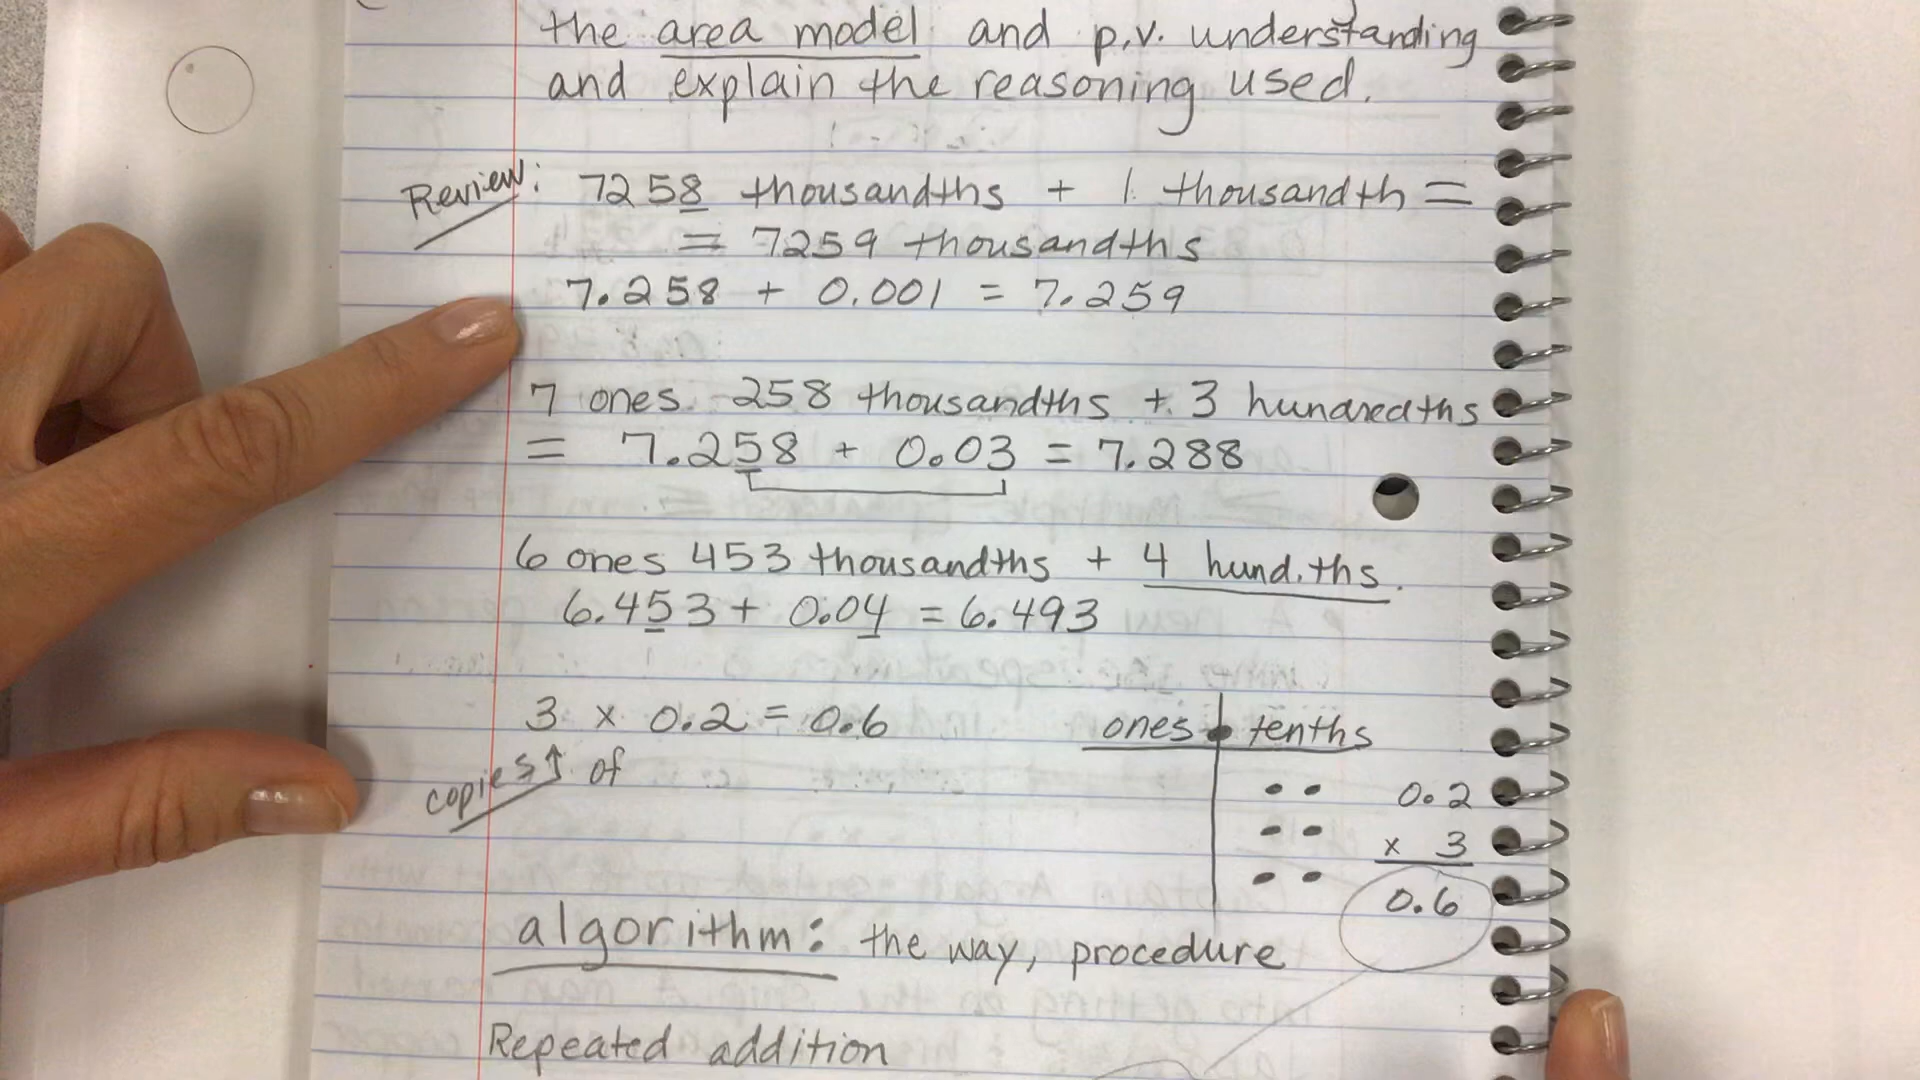 the area model and p.v. understanding
and explain the reasoning used.
Review: 7258 thousandths + 1 thousandth =
= 7259 thousandths
7.258 + 0.001 = 7.259
7 ones 258 thousandths + 3 hundredths
= 7.258 + 0.03 = 7.288
6 ones 453 thousandths + 4 hund.ths.
6.453 + 0.04 = 6.493
3 x 0.2 = 0.6
copies ↑ of
ones . tenths
0.2
x 3
0.6
algorithm: the way, procedure
Repeated addition